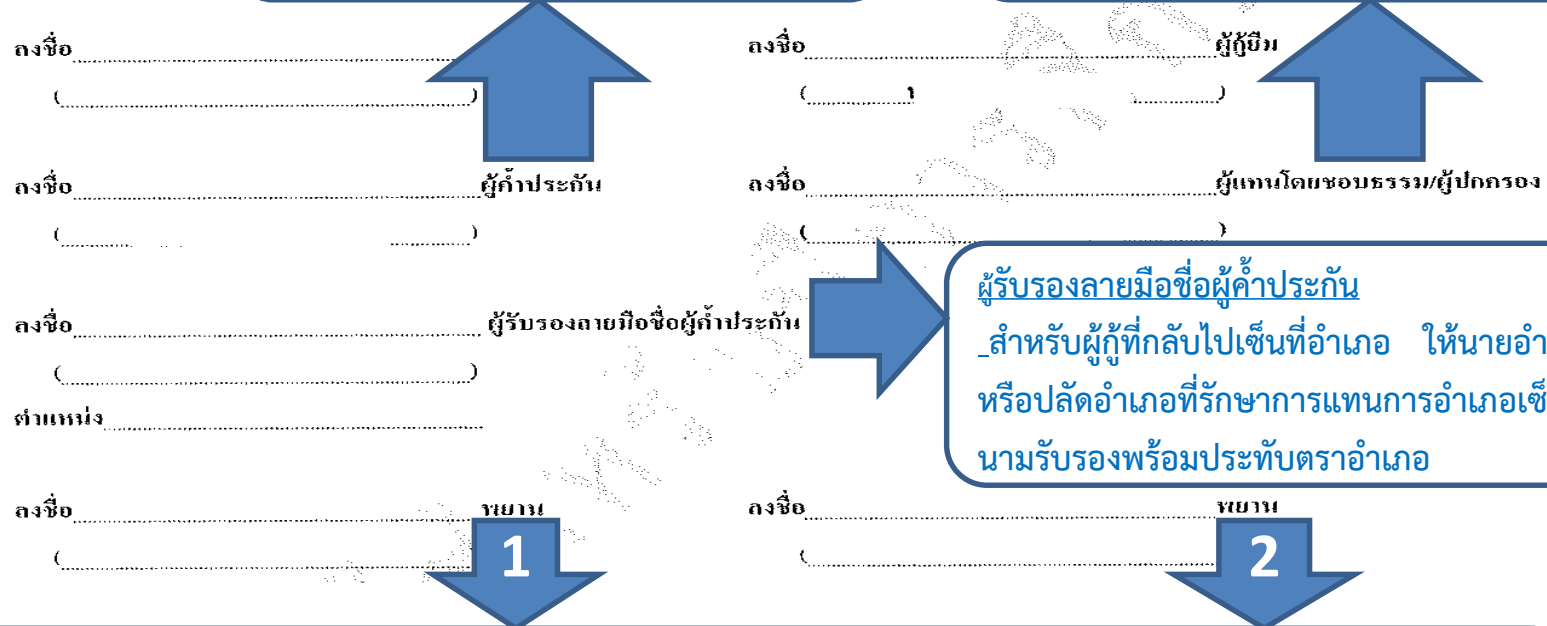 ลงชื่อ ลงชื่อ ผู้กู้ยืม
( ) ( )
ลงชื่อ ผู้ค้ำประกัน ลงชื่อ ผู้แทนโดยชอบธรรม/ผู้ปกครอง
( ) ( )
ลงชื่อ ผู้รับรองลายมือชื่อผู้ค้ำประกัน
( )
ตำแหน่ง
ผู้รับรองลายมือชื่อผู้ค้ำประกัน
สำหรับผู้กู้ที่กลับไปเซ็นที่อำเภอ ให้นายอำ
หรือปลัดอำเภอที่รักษาการแทนการอำเภอเซ็
นามรับรองพร้อมประทับตราอำเภอ
ลงชื่อ พยาน ลงชื่อ พยาน
( 1 ( 2